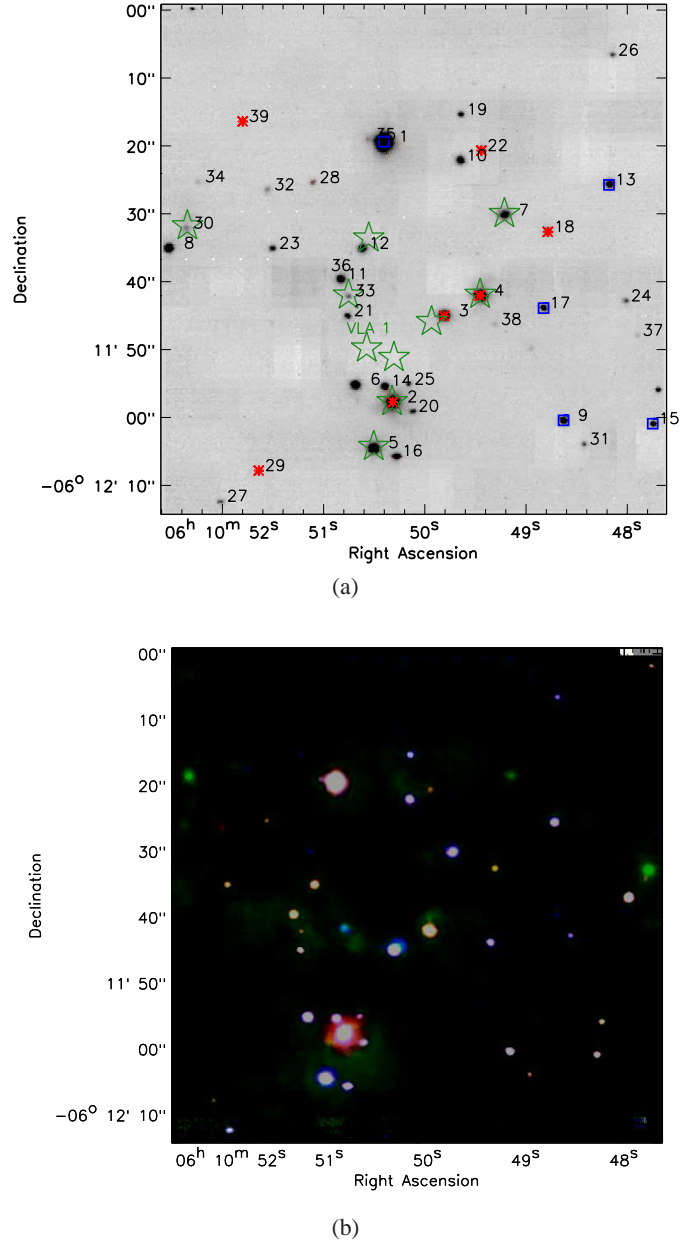 00''
26
10''
39
19
35 1
20''
10
22
34
32
28
13
30''
30
7
18
8
23
12
40''
36
11
33
4
24
21
3
17
38
37
VLA 1
11' 50''
6
14
25
2
20
9
15
00''
5
16
31
29
−06° 12' 10''
27
06h 10m 52s
51s
50s
49s
48s
Right Ascension
Declination
(a)
00''
10''
20''
30''
40''
11' 50''
00''
−06° 12' 10''
06h 10m 52s
51s
50s
49s
48s
Right Ascension
Declination
(b)